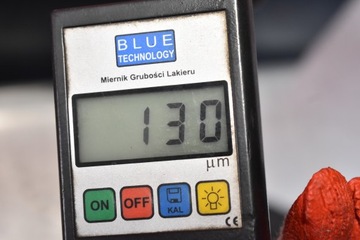 BLUE
TECHNOLOGY
Miernik Grubości Lakieru
130
µm
ON OFF KAL
CE